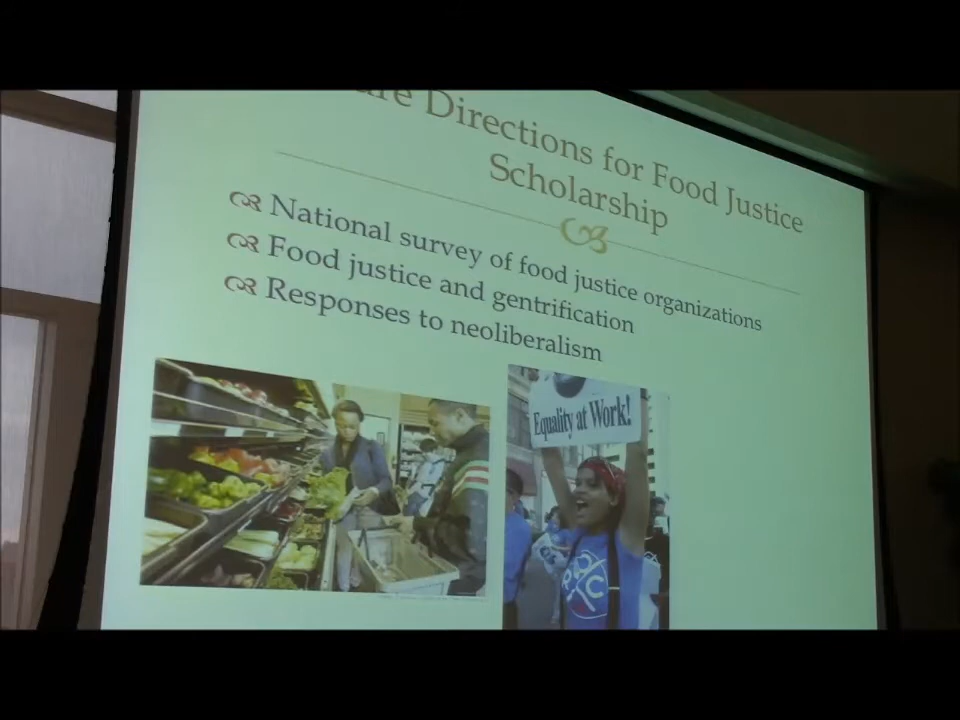 Directions for Food Justice
Scholarship
National survey of food justice organizations
Food justice and gentrification
Responses to neoliberalism
Equality at Work!
ROC